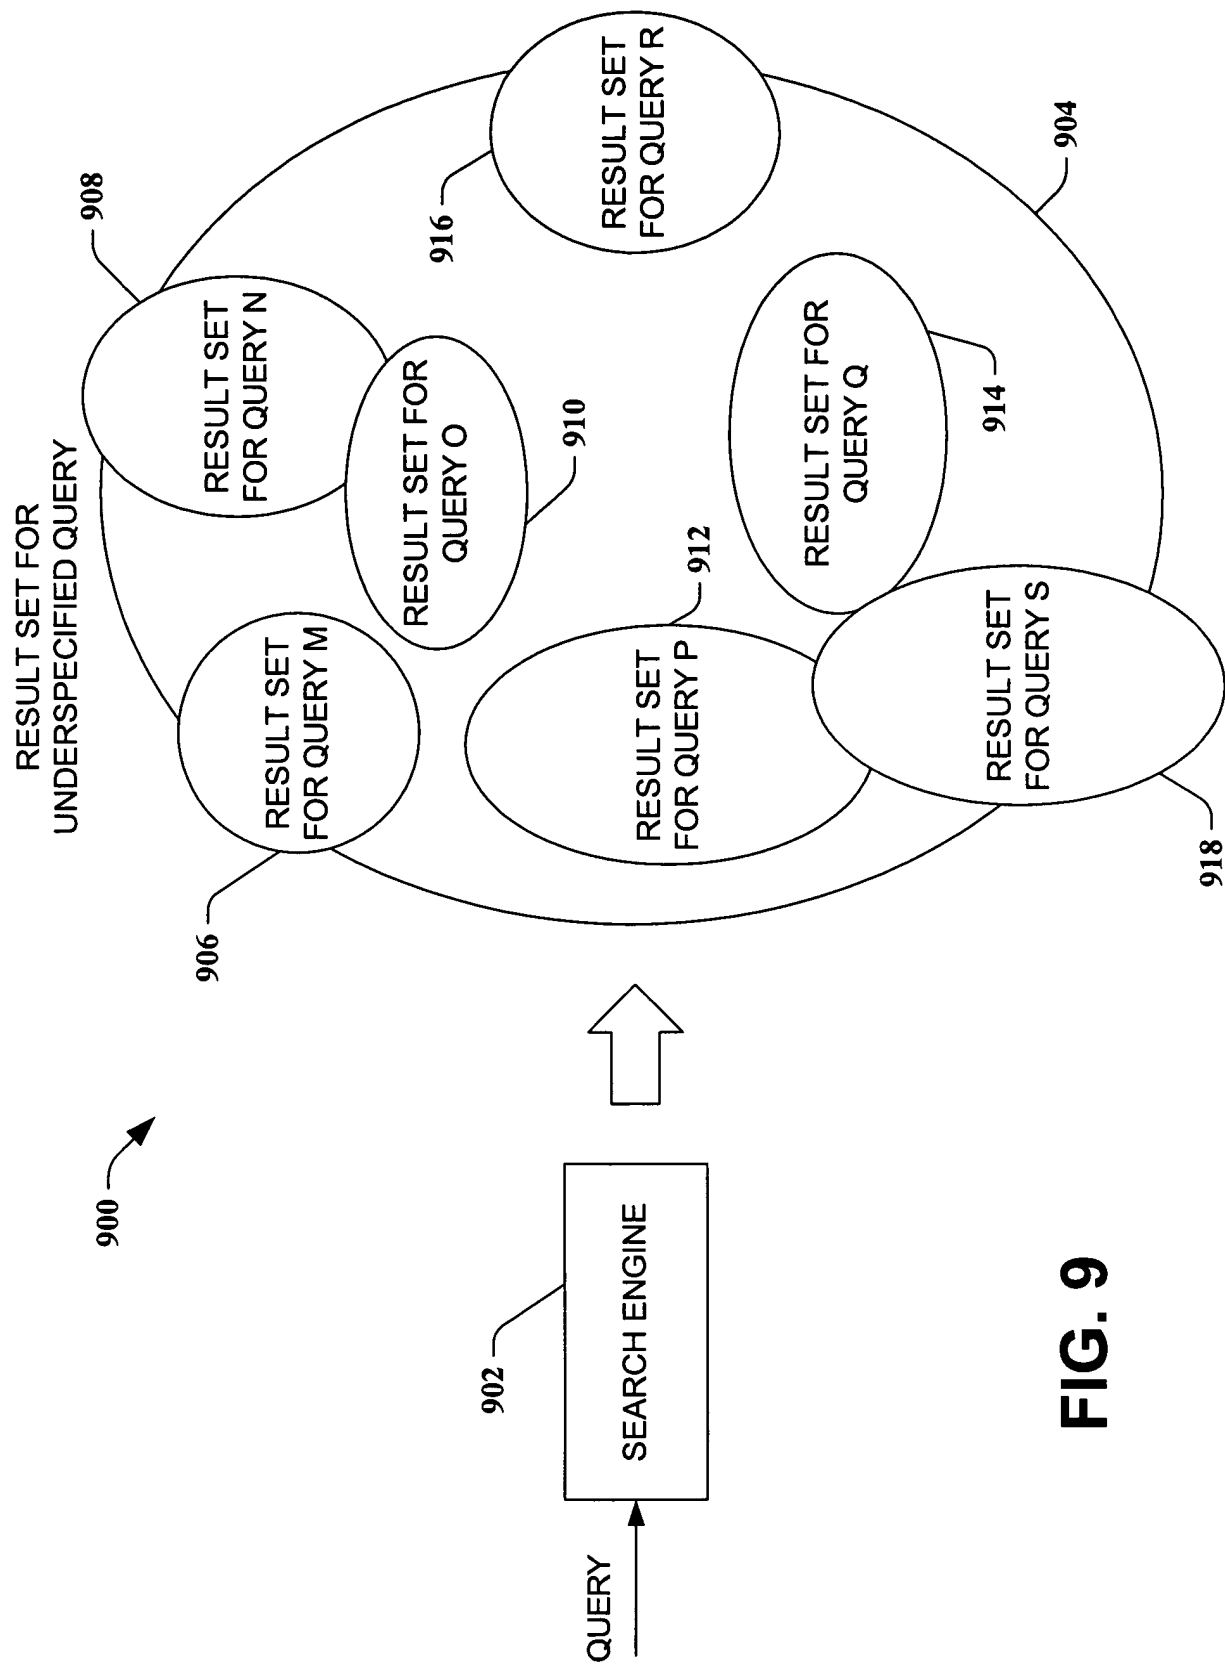 900
QUERY
SEARCH ENGINE
902
RESULT SET FOR
UNDERSPECIFIED QUERY
906
RESULT SET
FOR QUERY M
908
RESULT SET
FOR QUERY N
RESULT SET FOR
QUERY O
910
916
RESULT SET
FOR QUERY R
912
RESULT SET
FOR QUERY P
RESULT SET FOR
QUERY Q
914
RESULT SET
FOR QUERY S
918
904
FIG. 9